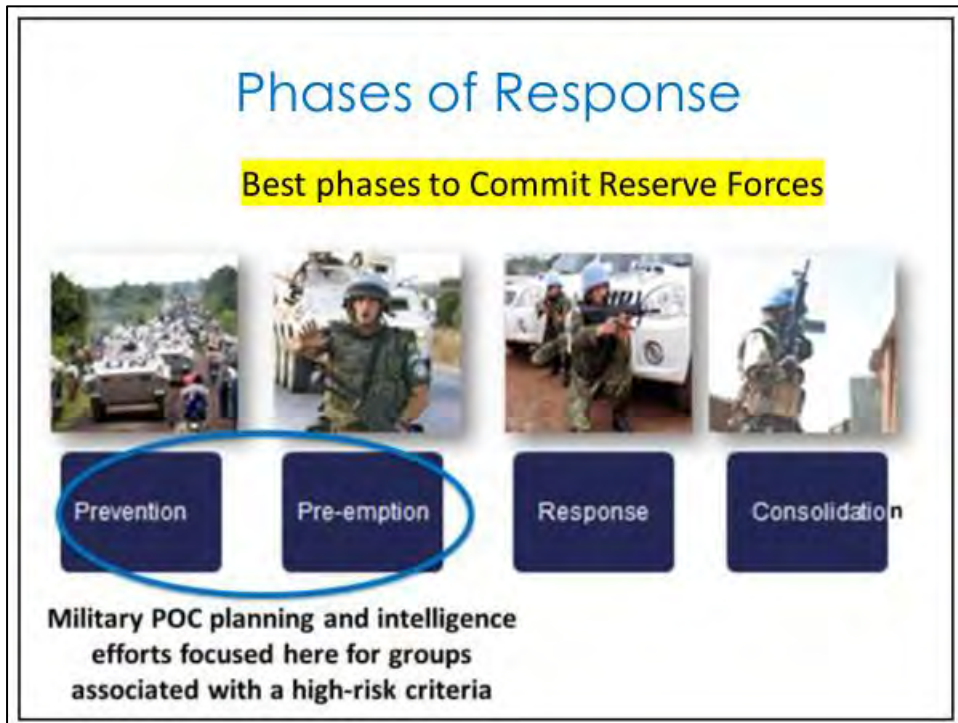 Phases of Response
Best phases to Commit Reserve Forces
Prevention
Pre-emption
Response
Consolidation
Military POC planning and intelligence
efforts focused here for groups
associated with a high-risk criteria